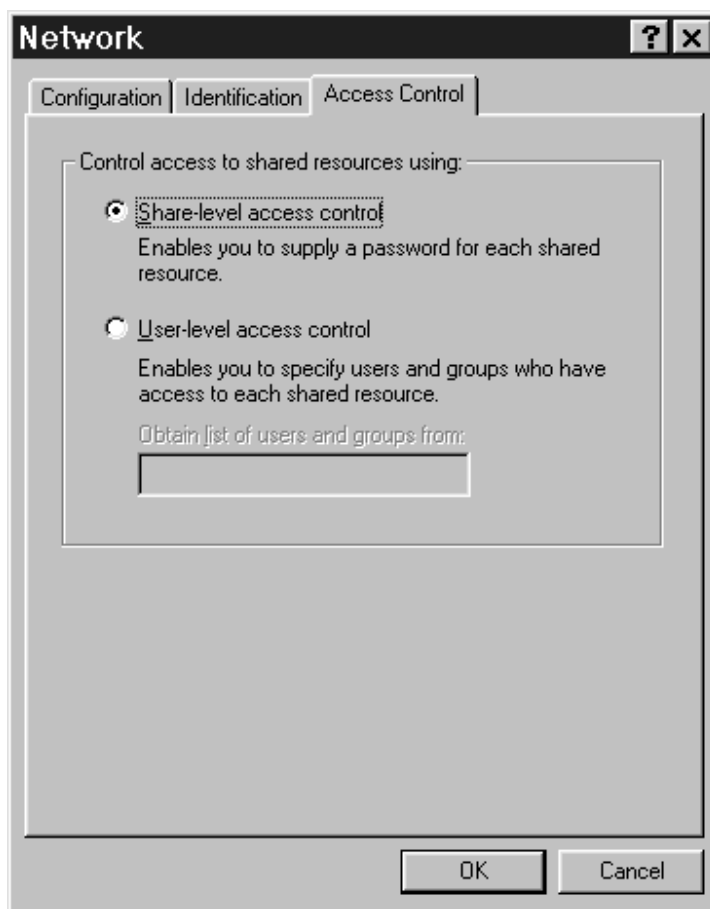 Network
Configuration Identification Access Control
Control access to shared resources using:
Share-level access control
Enables you to supply a password for each shared
resource.
User-level access control
Enables you to specify users and groups who have
access to each shared resource.
Obtain list of users and groups from:
OK Cancel